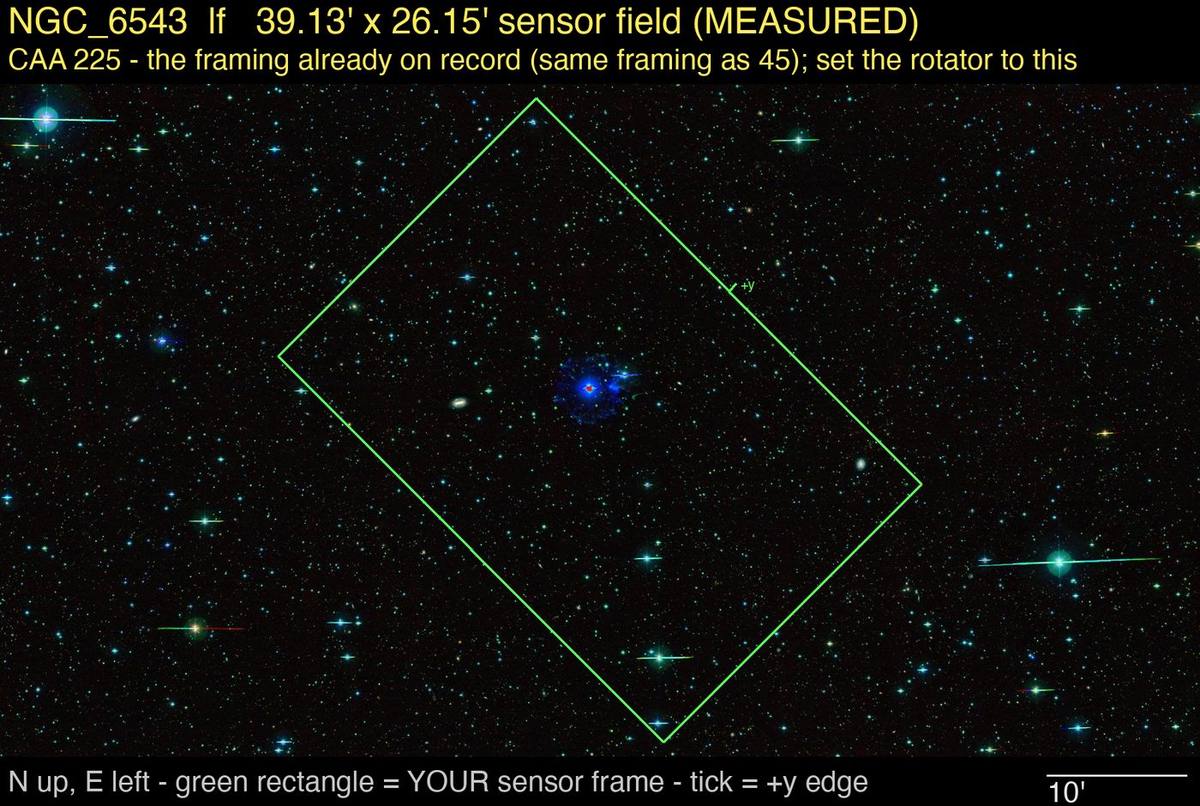 NGC_6543 lf 39.13' x 26.15' sensor field (MEASURED)
CAA 225 - the framing already on record (same framing as 45); set the rotator to this
+y
N up, E left - green rectangle = YOUR sensor frame - tick = +y edge
10'